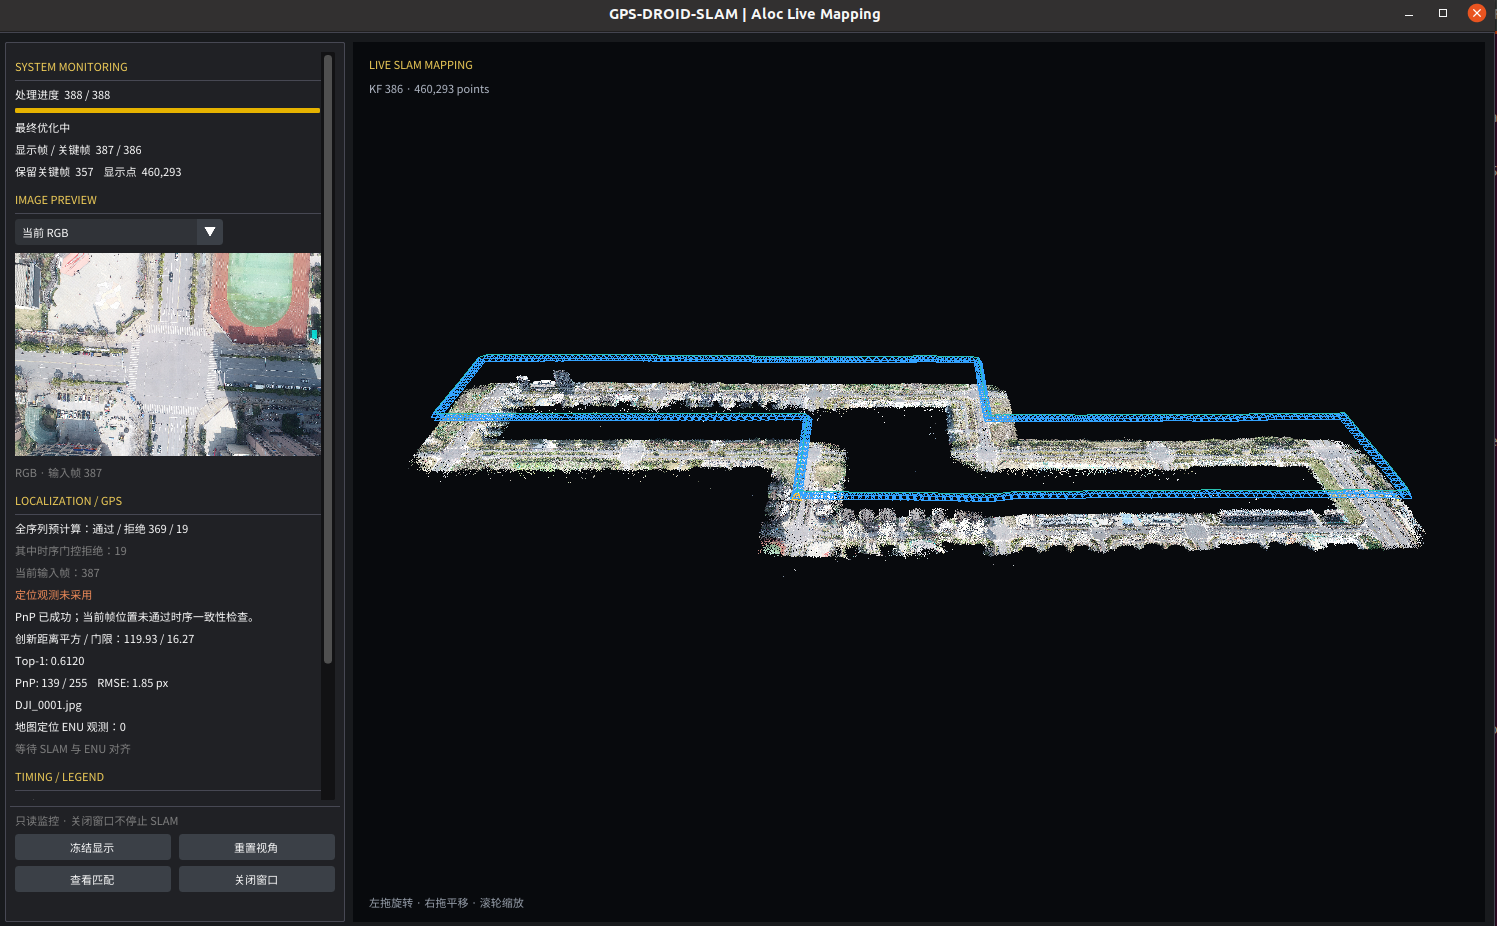 GPS-DROID-SLAM | Aloc Live Mapping
SYSTEM MONITORING
处理进度 388 / 388
最终优化中
显示帧 / 关键帧 387 / 386
保留关键帧 357 显示点 460,293
IMAGE PREVIEW
当前 RGB
RGB · 输入帧 387
LOCALIZATION / GPS
全序列预计算：通过 / 拒绝 369 / 19
其中时序门控拒绝：19
当前输入帧：387
定位观测未采用
PnP 已成功；当前帧位置未通过时序一致性检查。
创新距离平方 / 门限：119.93 / 16.27
Top-1: 0.6120
PnP: 139 / 255 RMSE: 1.85 px
DJI_0001.jpg
地图定位 ENU 观测：0
等待 SLAM 与 ENU 对齐
TIMING / LEGEND
只读监控 · 关闭窗口不停止 SLAM
冻结显示 重置视角
查看匹配 关闭窗口
LIVE SLAM MAPPING
KF 386 · 460,293 points
左拖旋转 · 右拖平移 · 滚轮缩放